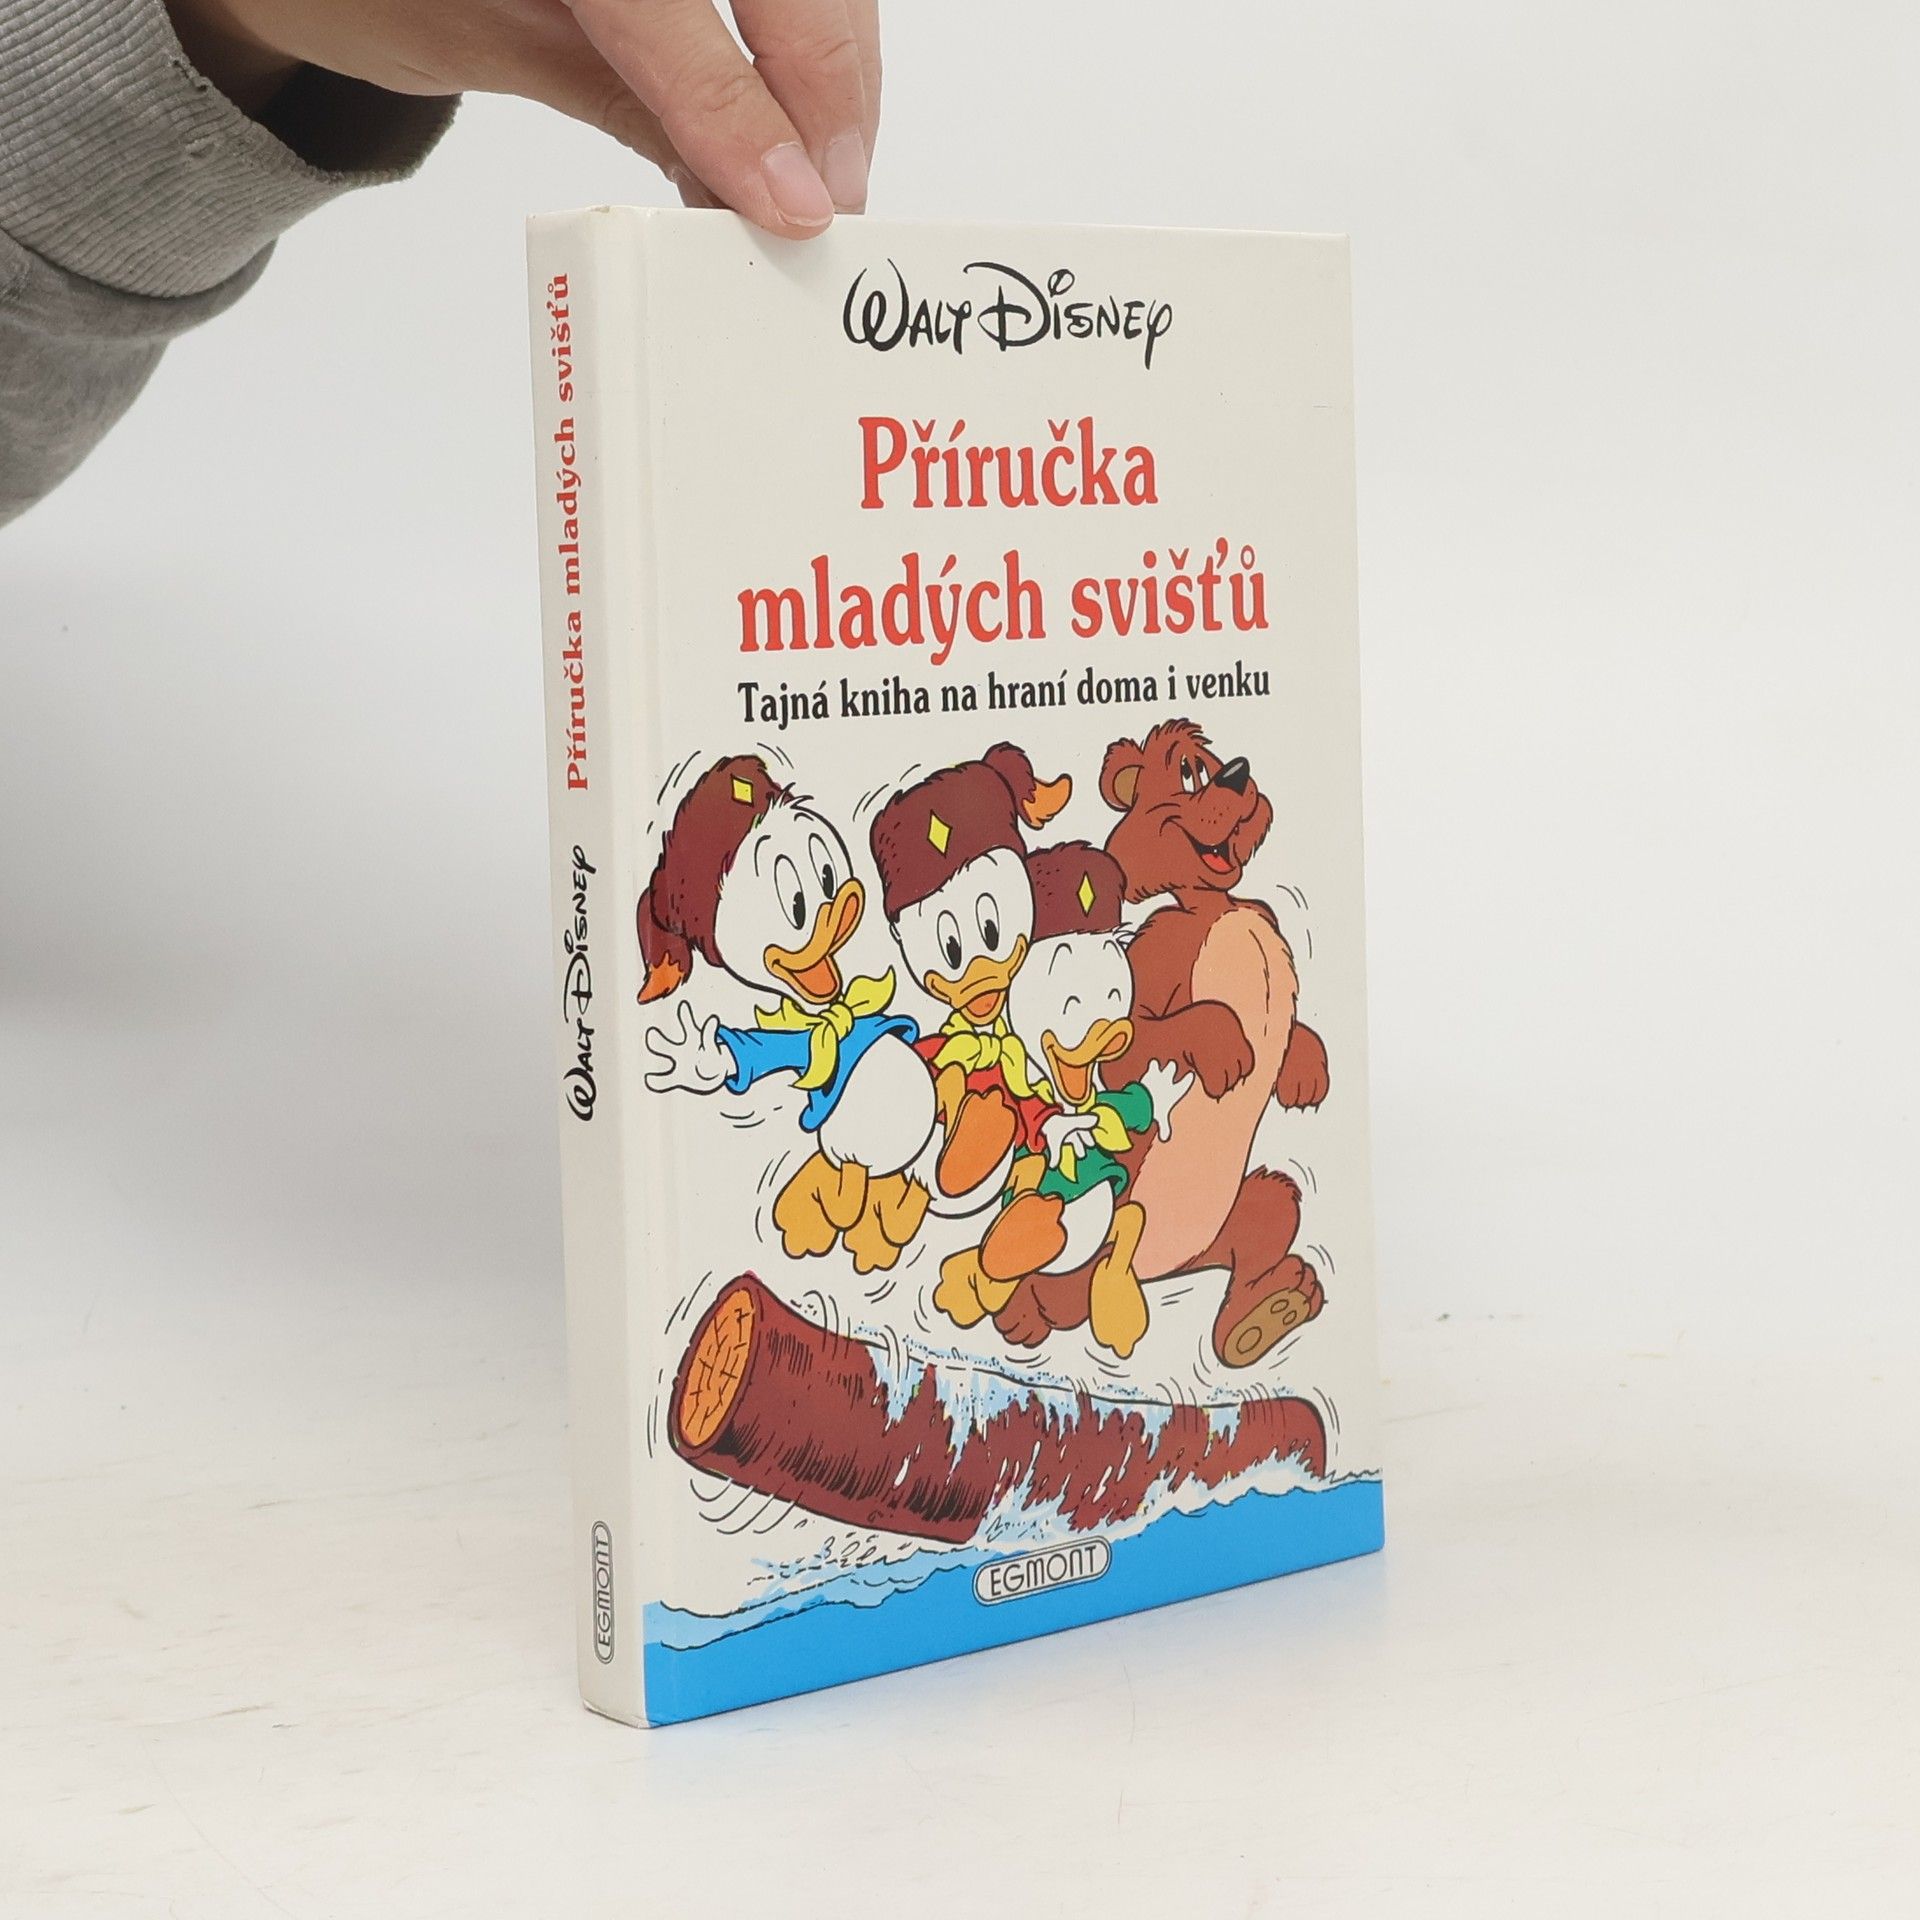 Walt Disney
Příručka
mladých svišťů
Tajná kniha na hraní doma i venku
EGMONT
Příručka mladých svišťů
Walt Disney
EGMONT